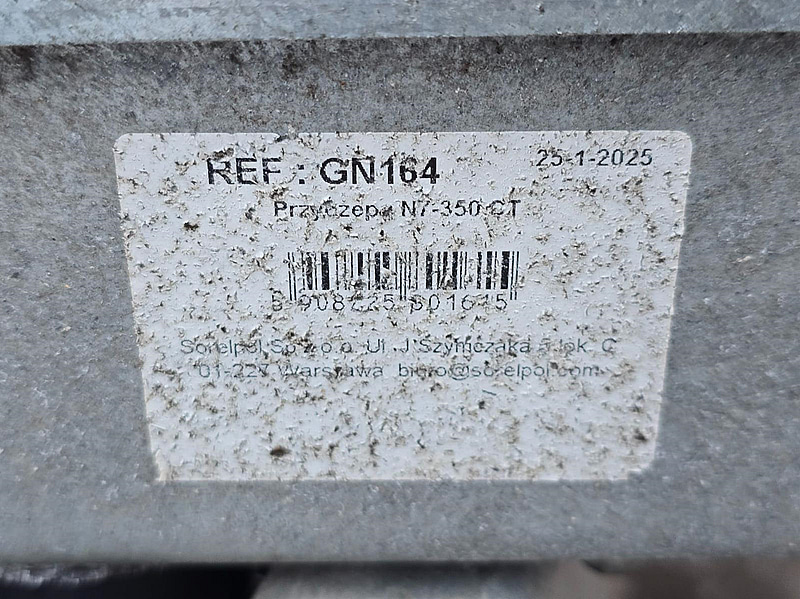 REF : GN164
25-1-2025
Przyczepa N7-350 CT
Sorelpol Sp z o.o. Ul. J Szymczaka 5 lok. C
01-227 Warszawa biuro@sorelpol.com